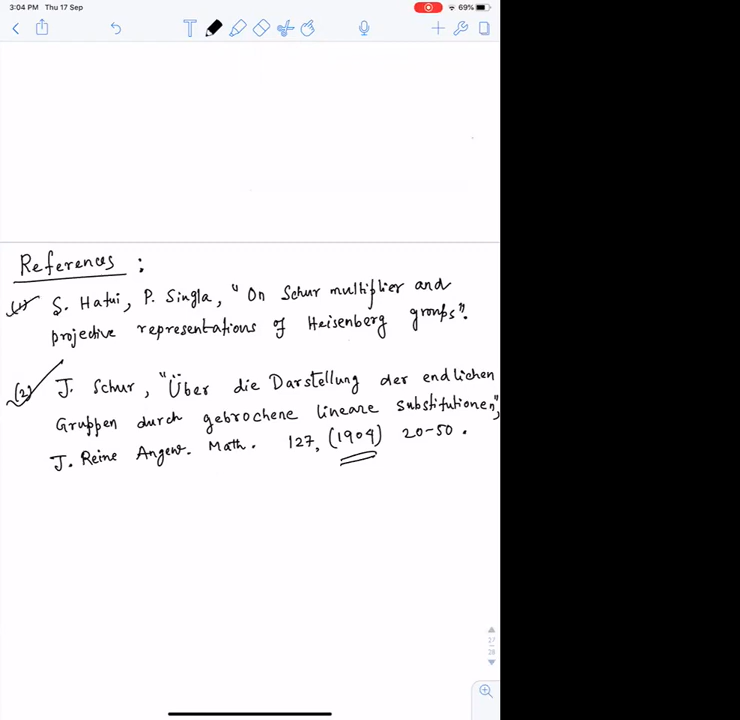 3:04 PM Thu 17 Sep 69%
T
References :
(1) S. Hatui, P. Singla, "On Schur multiplier and
projective representations of Heisenberg groups".
(2) J. Schur, "Über die Darstellung der endlichen
Gruppen durch gebrochene lineare substitutionen",
J. Reine Angew. Math. 127, (1904) 20-50.
27
28